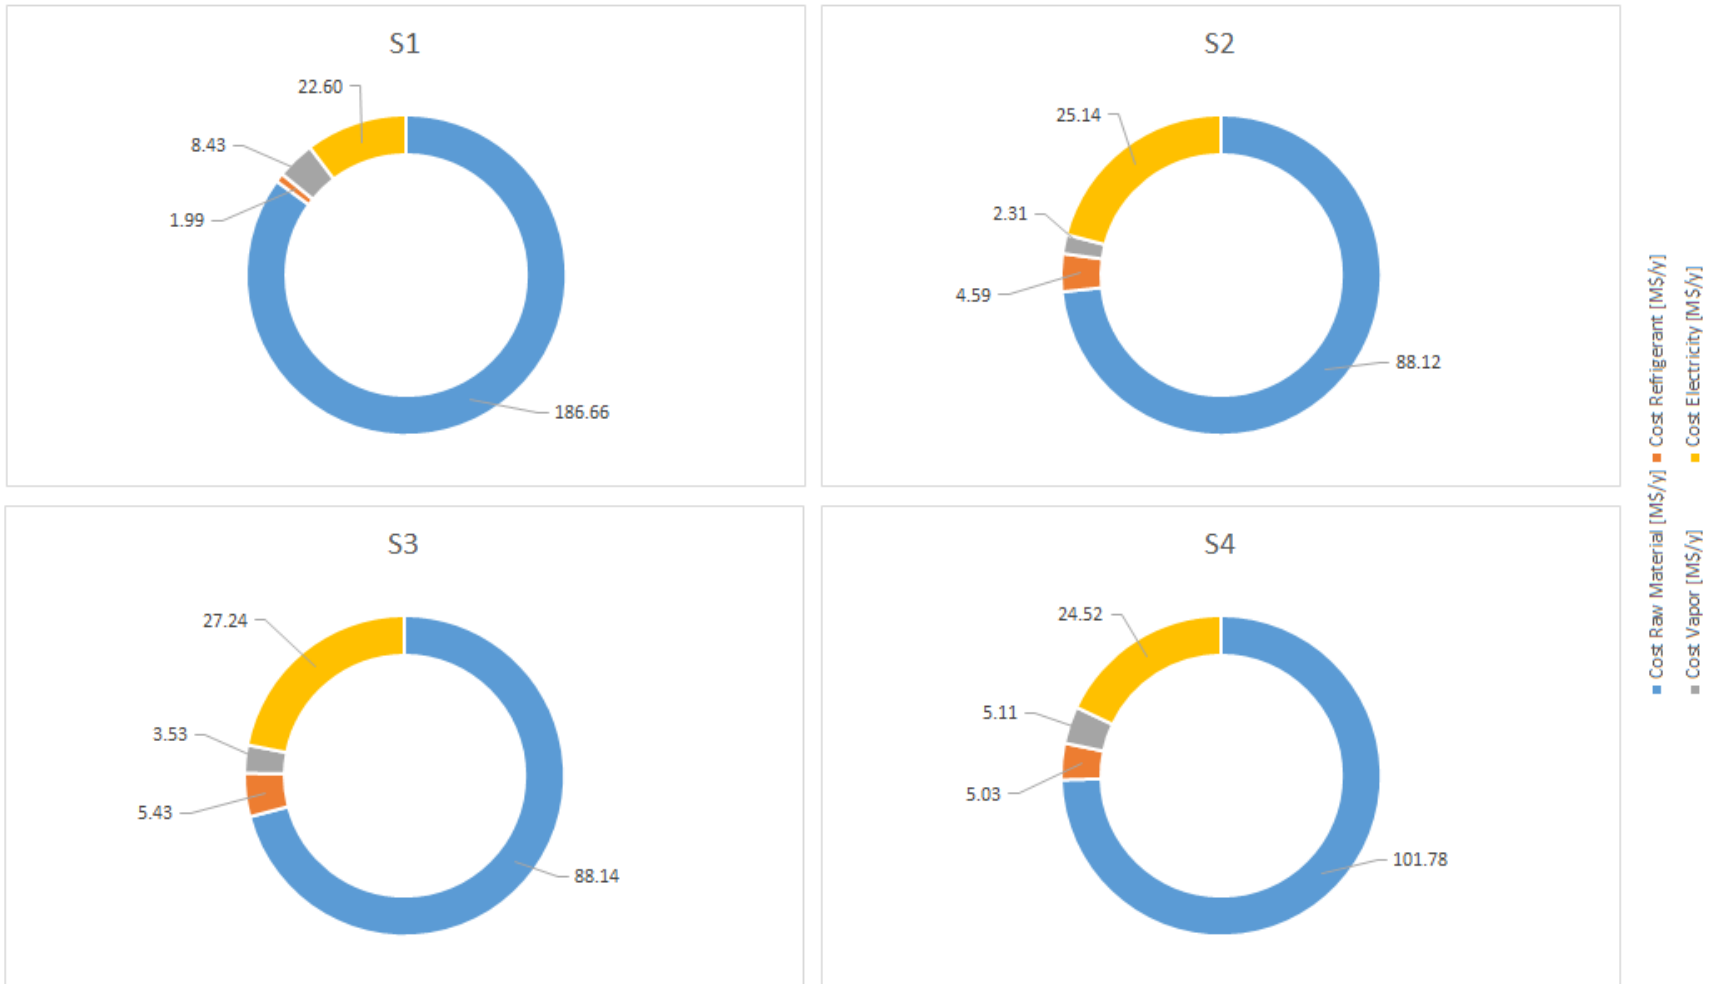 S1
22.60
8.43
1.99
186.66
S2
25.14
2.31
4.59
88.12
S3
27.24
3.53
5.43
88.14
S4
24.52
5.11
5.03
101.78
Cost Raw Material [M$/y] Cost Refrigerant [M$/y]
Cost Vapor [M$/y] Cost Electricity [M$/y]